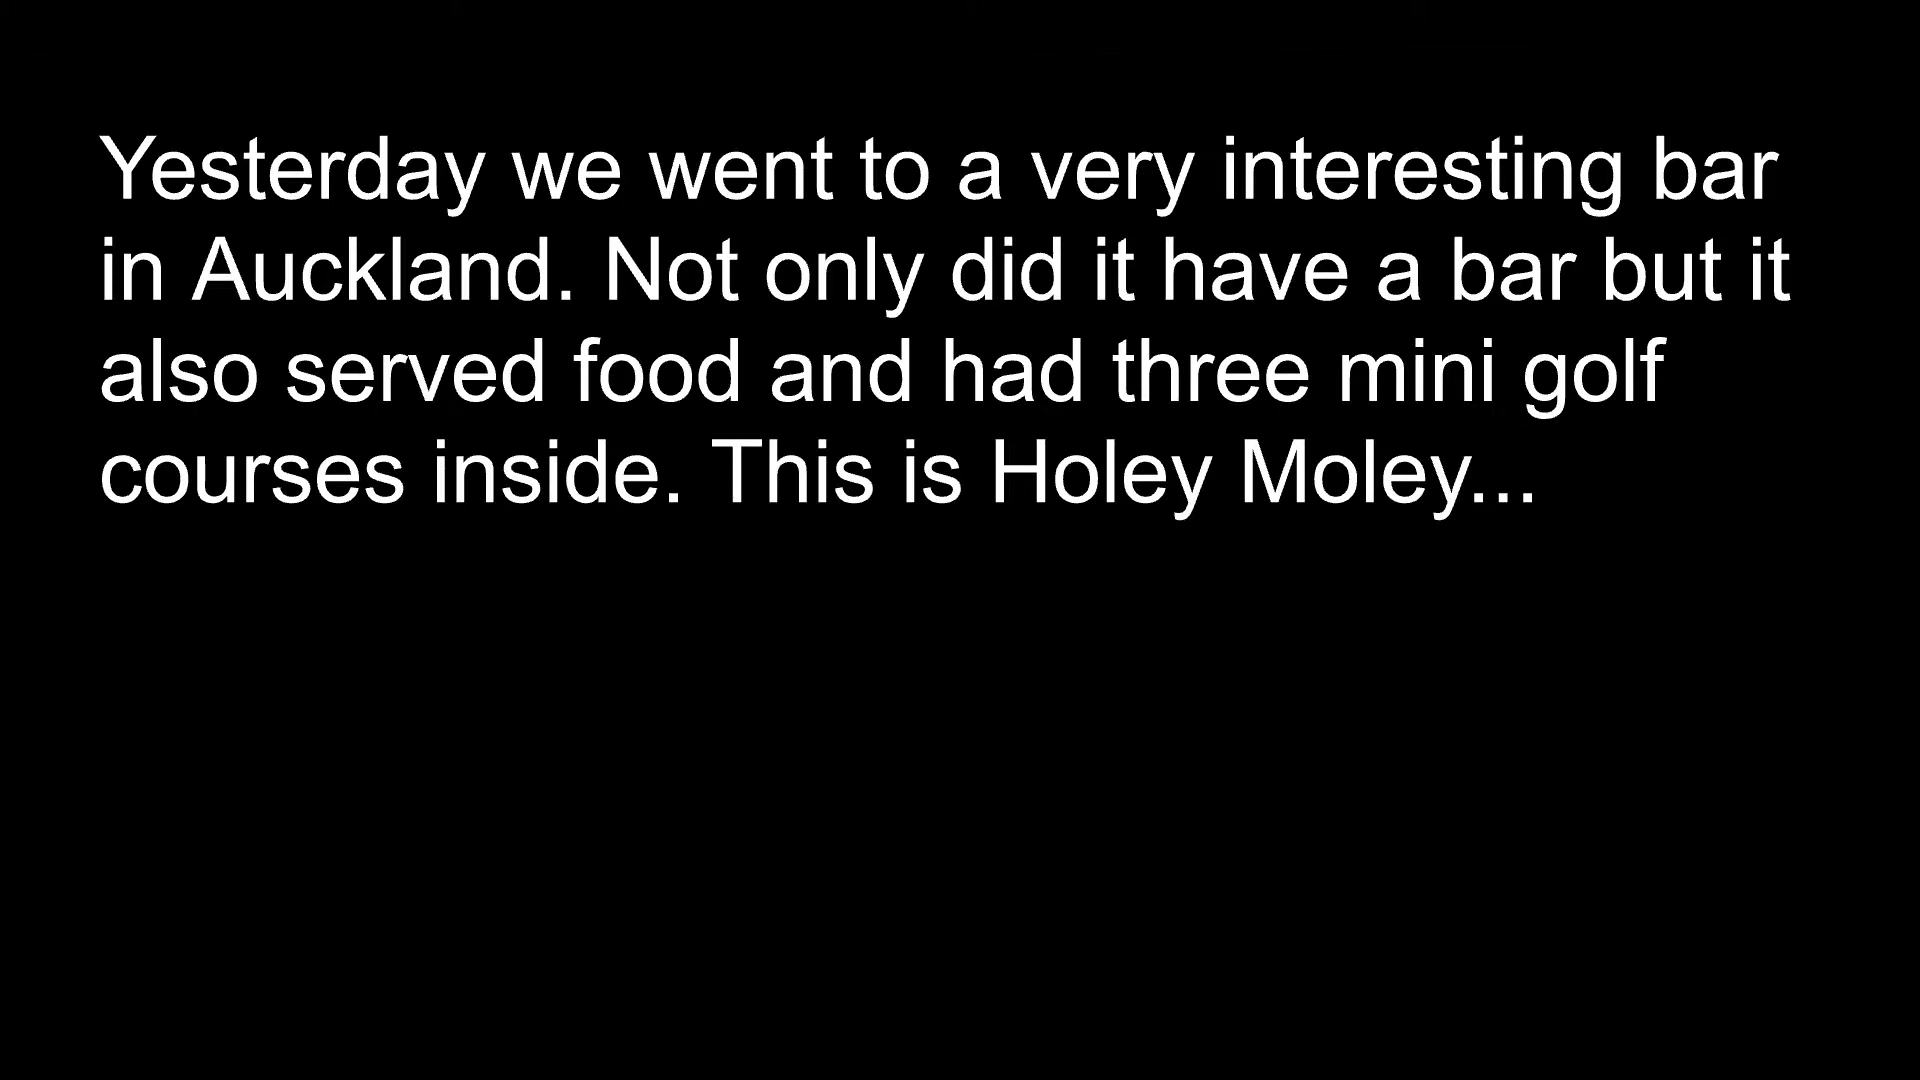 Yesterday we went to a very interesting bar
in Auckland. Not only did it have a bar but it
also served food and had three mini golf
courses inside. This is Holey Moley...